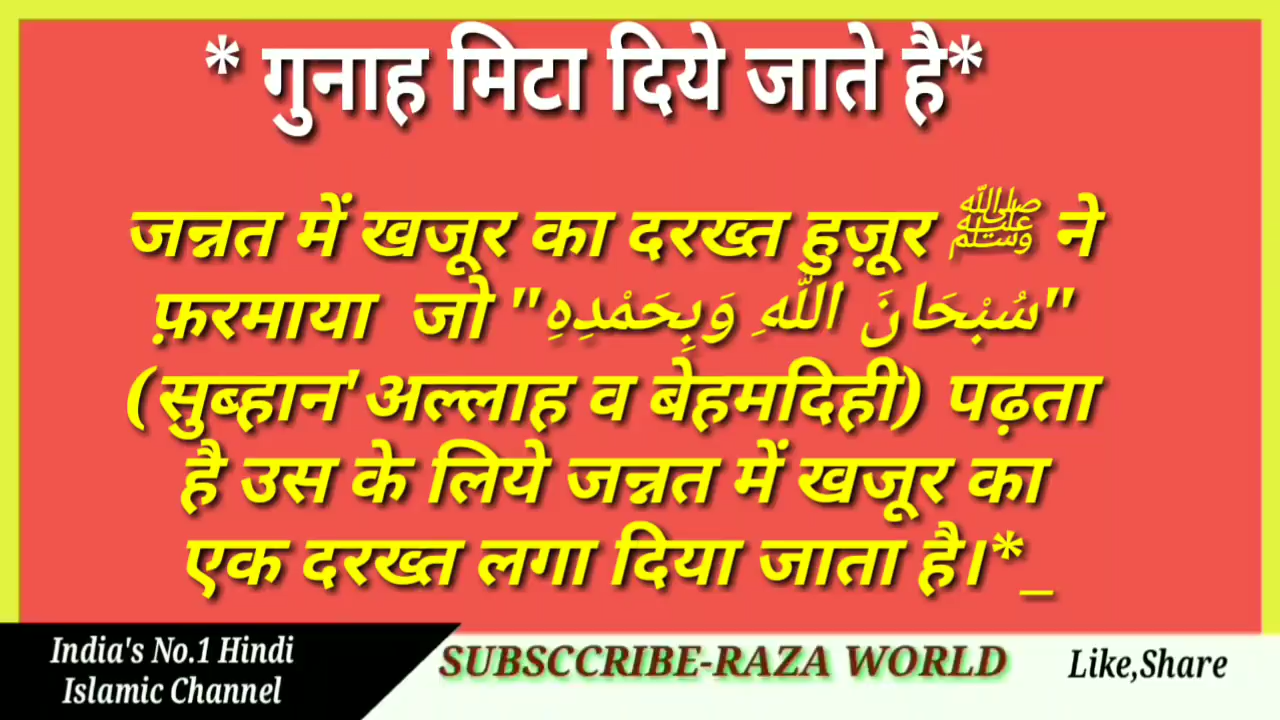 * गुनाह मिटा दिये जाते है*
जन्नत में खजूर का दरख्त हुज़ूर ﷺ ने
फ़रमाया जो "سُبْحَانَ اللّٰهِ وَبِحَمْدِهِ"
(सुब्हान'अल्लाह व बेहमदिही) पढ़ता
है उस के लिये जन्नत में खजूर का
एक दरख्त लगा दिया जाता है।*_
India's No.1 Hindi
Islamic Channel
SUBSCCRIBE-RAZA WORLD
Like,Share